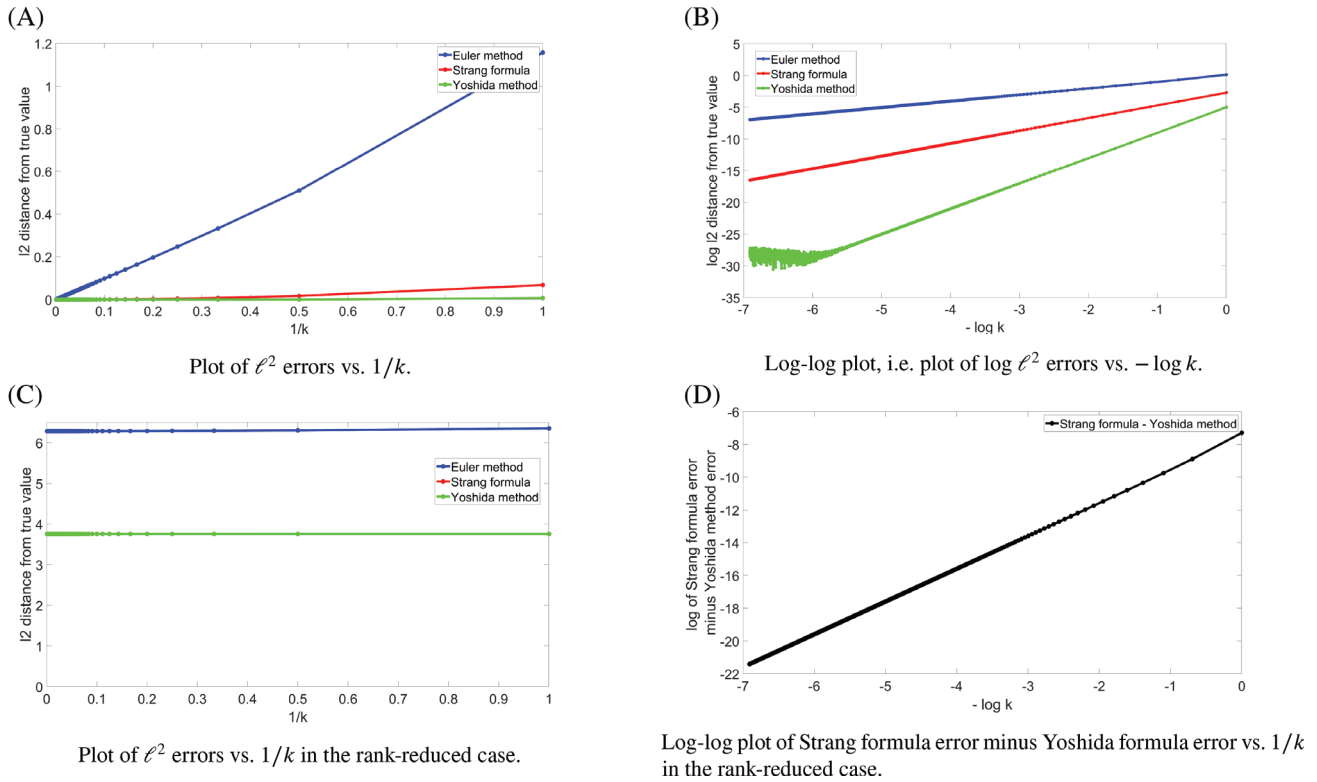 (A)
1.2
1
0.8
0.6
0.4
0.2
0
0 0.1 0.2 0.3 0.4 0.5 0.6 0.7 0.8 0.9 1
l2 distance from true value
1/k
Euler method
Strang formula
Yoshida method
Plot of ℓ² errors vs. 1/k.
(B)
5
0
-5
-10
-15
-20
-25
-30
-35
-7 -6 -5 -4 -3 -2 -1 0
log l2 distance from true value
- log k
Euler method
Strang formula
Yoshida method
Log-log plot, i.e. plot of log ℓ² errors vs. − log k.
(C)
6
5
4
3
2
1
0
0 0.1 0.2 0.3 0.4 0.5 0.6 0.7 0.8 0.9 1
l2 distance from true value
1/k
Euler method
Strang formula
Yoshida method
Plot of ℓ² errors vs. 1/k in the rank-reduced case.
(D)
-6
-8
-10
-12
-14
-16
-18
-20
-22
-7 -6 -5 -4 -3 -2 -1 0
log of Strang formula error
minus Yoshida method error
- log k
Strang formula - Yoshida method
Log-log plot of Strang formula error minus Yoshida formula error vs. 1/k
in the rank-reduced case.